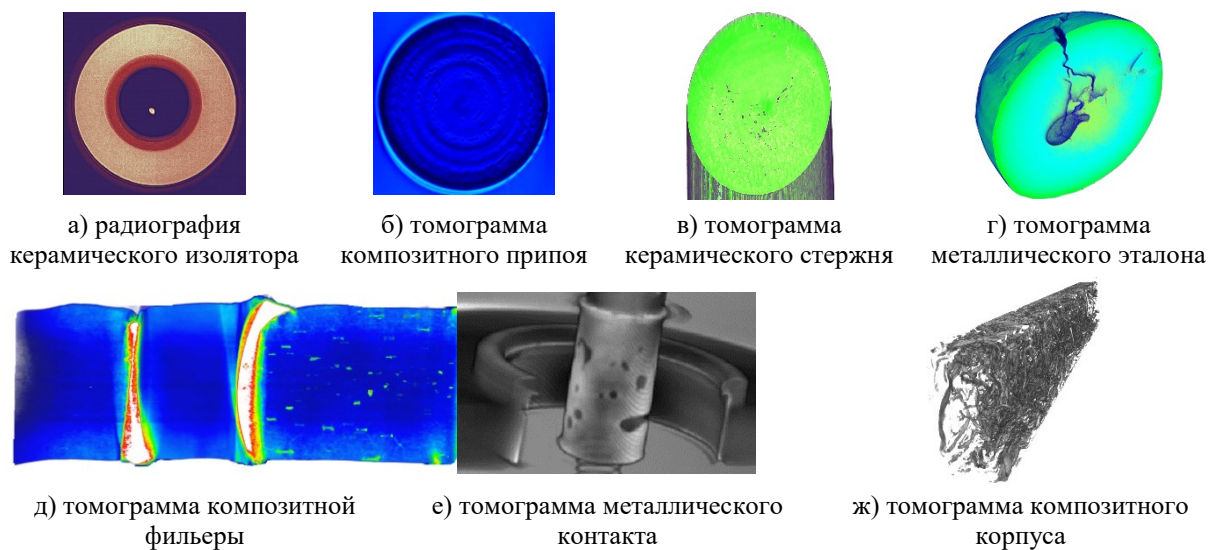 а) радиография
керамического изолятора
б) томограмма
композитного припоя
в) томограмма
керамического стержня
г) томограмма
металлического эталона
д) томограмма композитной
фильеры
е) томограмма металлического
контакта
ж) томограмма композитного
корпуса